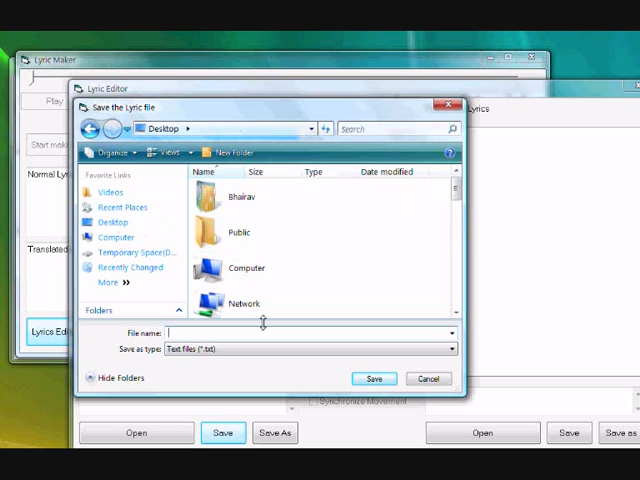 Lyric Maker
Lyric Editor
Save the Lyric file
Lyrics
Play
Desktop
Search
Start make
Organize
Views
New Folder
Favorite Links
Name
Size
Type
Date modified
Normal Lyr
Videos
Bhairav
Recent Places
Desktop
Public
Computer
Translated
Temporary Space(D...
Recently Changed
Computer
More
Folders
Network
Lyrics Edi
File name:
Save as type:
Text files (*.txt)
Hide Folders
Save
Cancel
Synchronize Movement
Open
Save
Save As
Open
Save
Save as